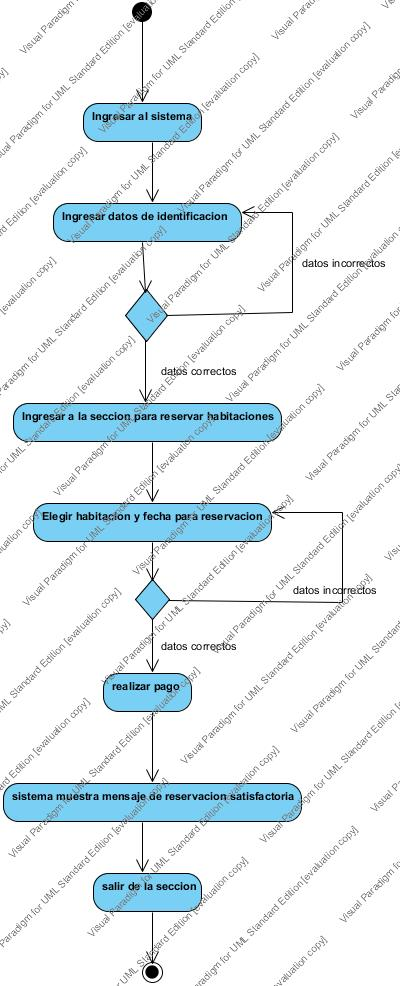 Ingresar al sistema
Ingresar datos de identificacion
datos incorrectos
datos correctos
Ingresar a la seccion para reservar habitaciones
Elegir habitacion y fecha para reservacion
datos incorrectos
datos correctos
realizar pago
sistema muestra mensaje de reservacion satisfactoria
salir de la seccion
Visual Paradigm for UML Standard Edition [evaluation copy]